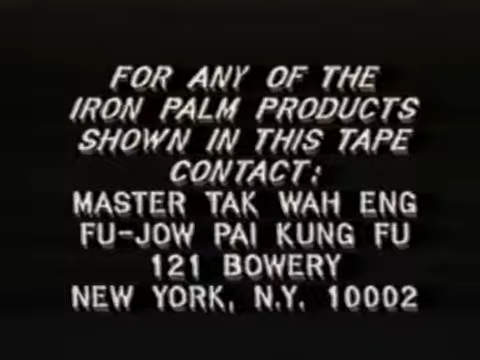 FOR ANY OF THE
IRON PALM PRODUCTS
SHOWN IN THIS TAPE
CONTACT:
MASTER TAK WAH ENG
FU-JOW PAI KUNG FU
121 BOWERY
NEW YORK, N.Y. 10002